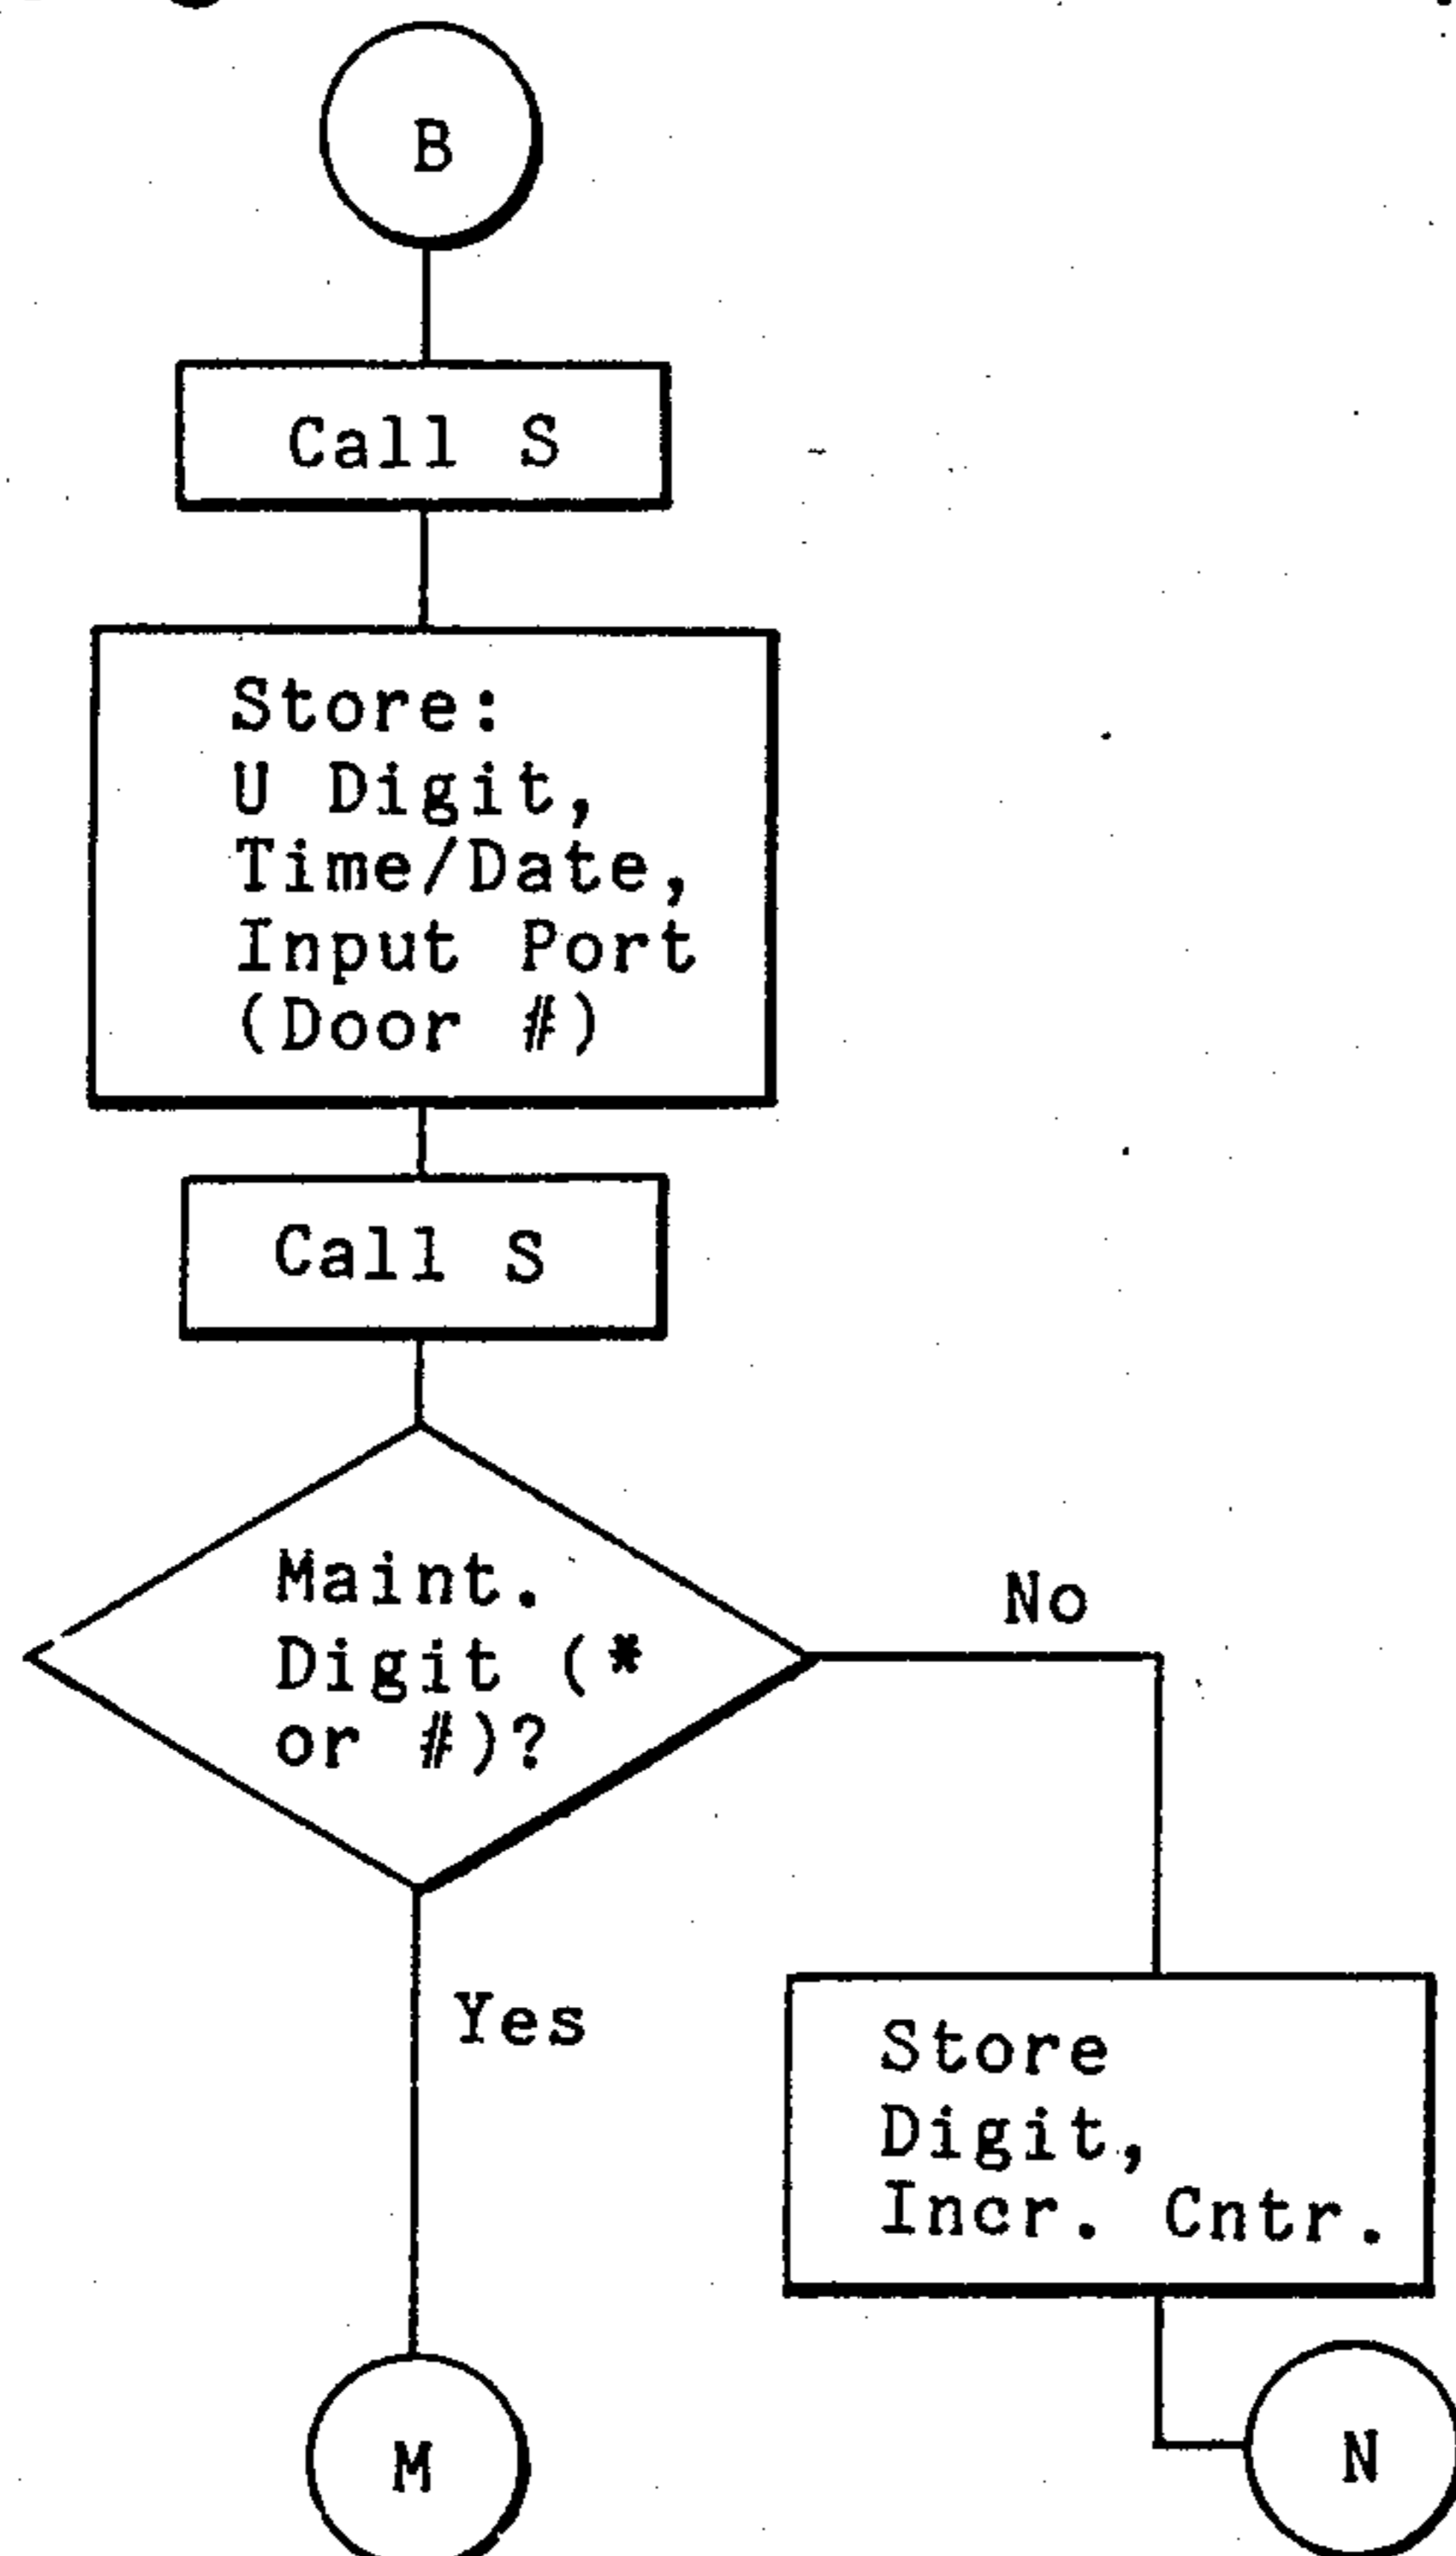 B
Call S
Store:
U Digit,
Time/Date,
Input Port
(Door #)
Call S
Maint.
Digit (*
or #)?
No
Yes
Store
Digit,
Incr. Cntr.
M
N